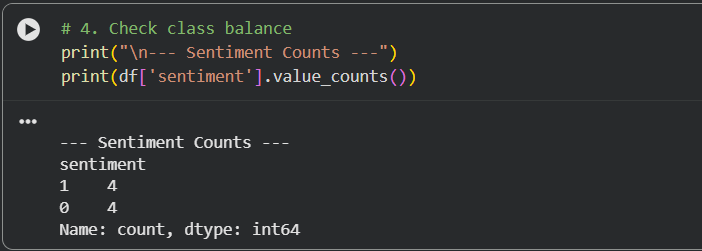 # 4. Check class balance
print("\n--- Sentiment Counts ---")
print(df['sentiment'].value_counts())
--- Sentiment Counts ---
sentiment
1    4
0    4
Name: count, dtype: int64